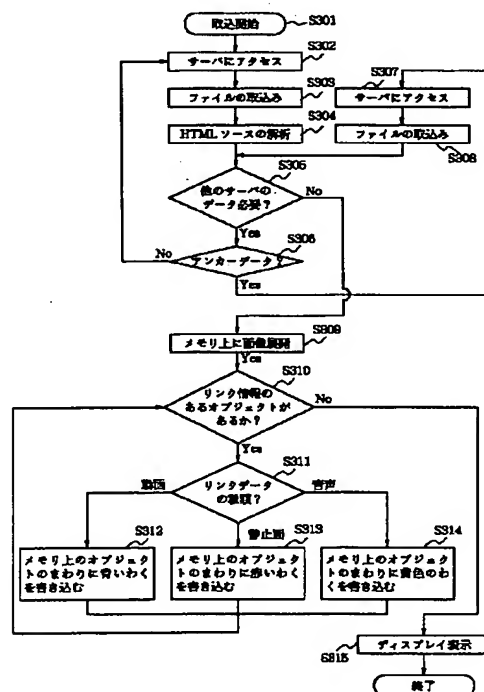 取込開始
S301
S302
サーバにアクセス
S303
ファイルの取込み
S304
HTMLソースの解析
S307
サーバにアクセス
ファイルの取込み
S308
S305
他のサーバの
データ必要?
No
Yes
S306
アンカーデータ?
No
Yes
S309
メモリ上に画像展開
Yes
S310
リンク情報の
あるオブジェクトが
あるか?
No
Yes
S311
リンクデータ
の種類?
動画
静止画
音声
S312
メモリ上のオブジェク
トのまわりに青いわく
を書き込む
S313
メモリ上のオブジェク
トのまわりに赤いわく
を書き込む
S314
メモリ上のオブジェク
トのまわりに黄色のわ
くを書き込む
ディスプレイ表示
S315
終了